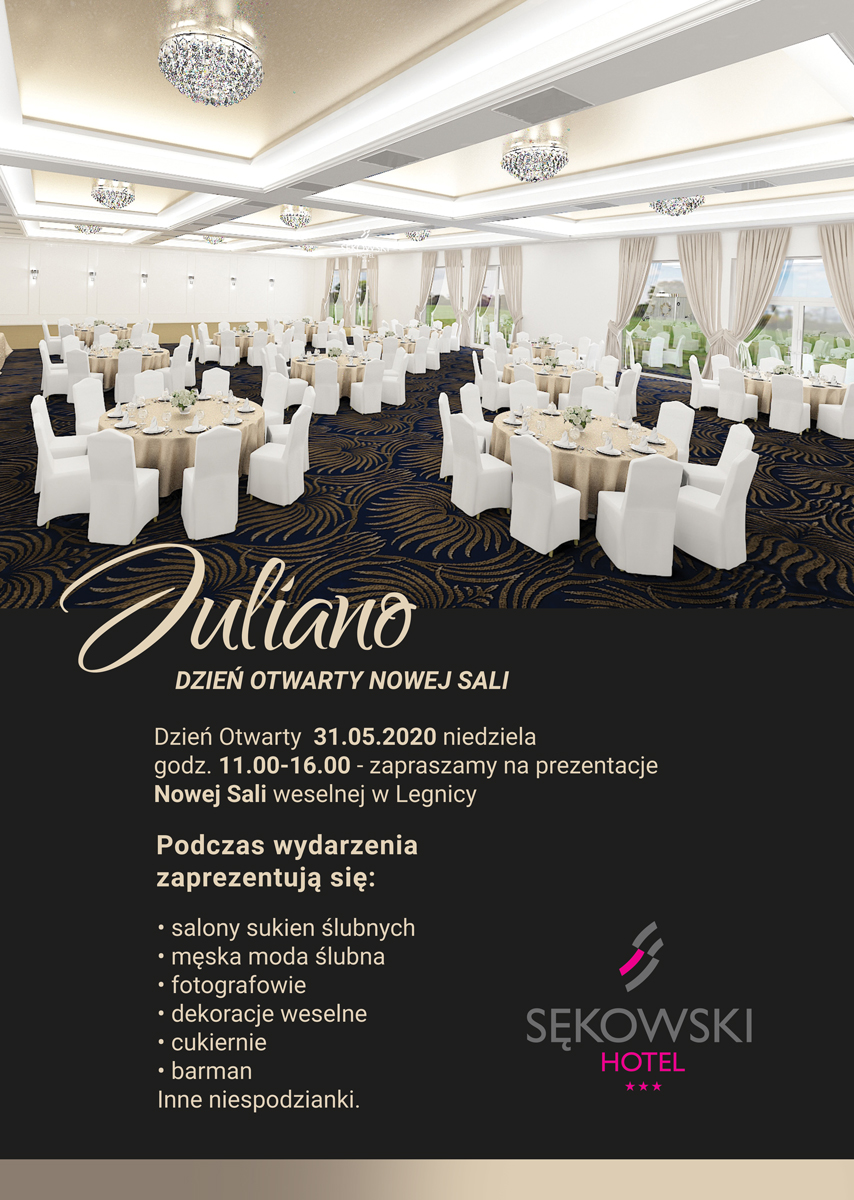 Juliano
DZIEŃ OTWARTY NOWEJ SALI
Dzień Otwarty 31.05.2020 niedziela
godz. 11.00-16.00 - zapraszamy na prezentacje
Nowej Sali weselnej w Legnicy
Podczas wydarzenia
zaprezentują się:
• salony sukien ślubnych
• męska moda ślubna
• fotografowie
• dekoracje weselne
• cukiernie
• barman
Inne niespodzianki.
SĘKOWSKI
HOTEL